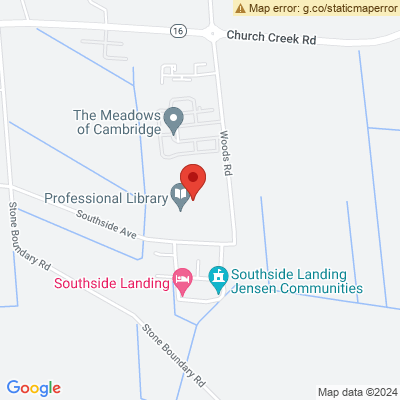 Map error: g.co/staticmaperror
16
Church Creek Rd
The Meadows
of Cambridge
Woods Rd
Professional Library
Southside Ave
Stone Boundary Rd
Southside Landing
Southside Landing
Jensen Communities
Stone Boundary Rd
Google
Map data ©2024